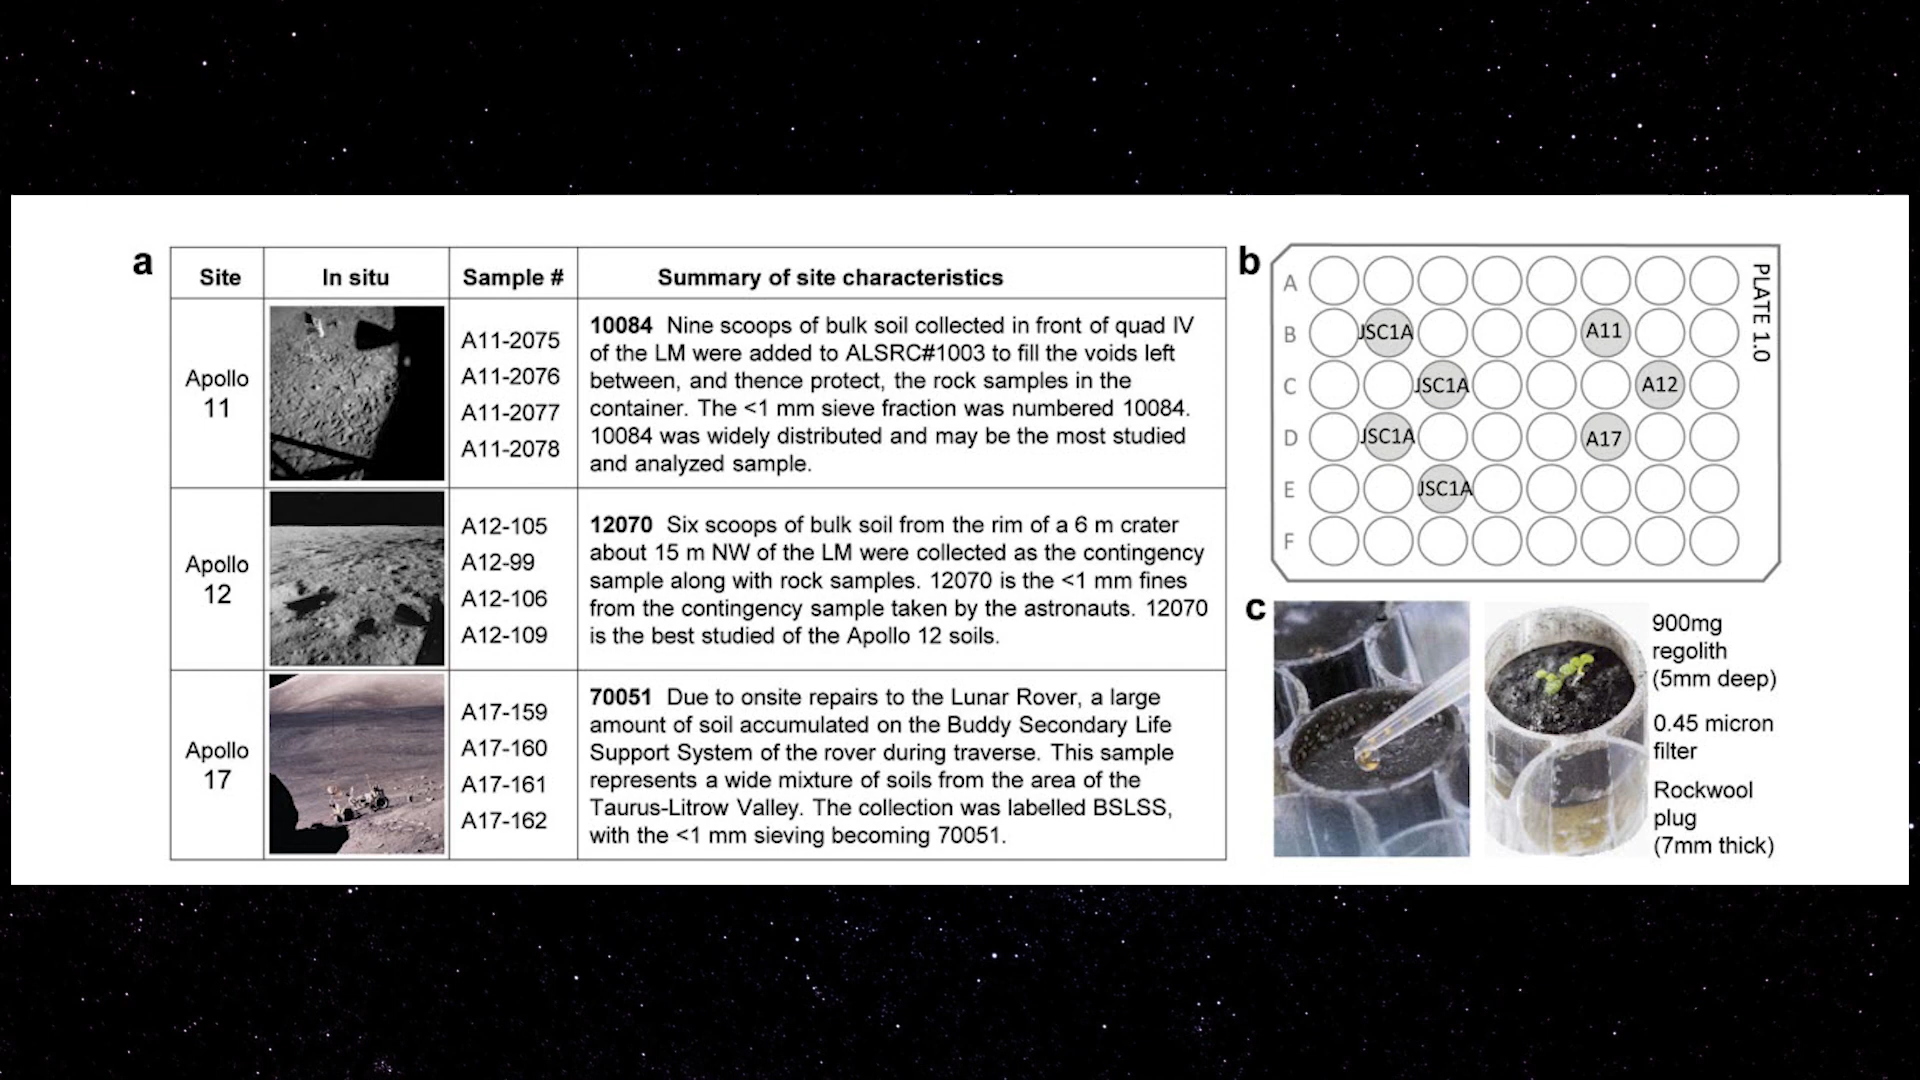 a
Site
In situ
Sample #
Summary of site characteristics
Apollo
11
A11-2075
A11-2076
A11-2077
A11-2078
10084 Nine scoops of bulk soil collected in front of quad IV
of the LM were added to ALSRC#1003 to fill the voids left
between, and thence protect, the rock samples in the
container. The <1 mm sieve fraction was numbered 10084.
10084 was widely distributed and may be the most studied
and analyzed sample.
Apollo
12
A12-105
A12-99
A12-106
A12-109
12070 Six scoops of bulk soil from the rim of a 6 m crater
about 15 m NW of the LM were collected as the contingency
sample along with rock samples. 12070 is the <1 mm fines
from the contingency sample taken by the astronauts. 12070
is the best studied of the Apollo 12 soils.
Apollo
17
A17-159
A17-160
A17-161
A17-162
70051 Due to onsite repairs to the Lunar Rover, a large
amount of soil accumulated on the Buddy Secondary Life
Support System of the rover during traverse. This sample
represents a wide mixture of soils from the area of the
Taurus-Litrow Valley. The collection was labelled BSLSS,
with the <1 mm sieving becoming 70051.
b
PLATE 1.0
A
B JSC1A A11
C JSC1A A12
D JSC1A A17
E JSC1A
F
c
900mg
regolith
(5mm deep)
0.45 micron
filter
Rockwool
plug
(7mm thick)